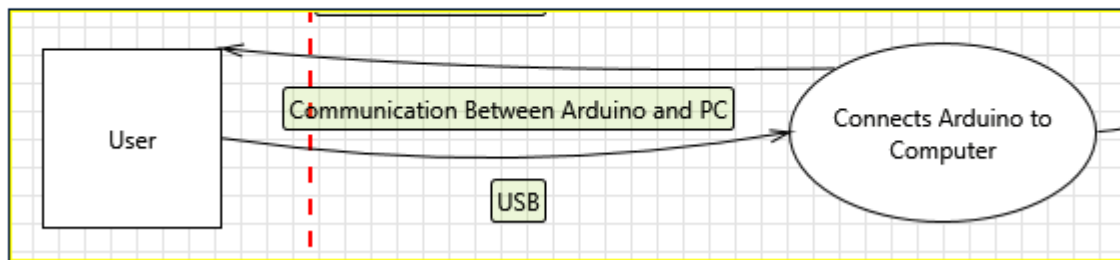 Communication Between Arduino and PC
User
Connects Arduino to
Computer
USB